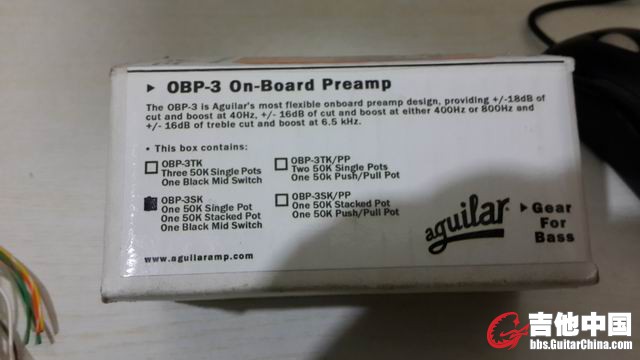 ▶ OBP-3 On-Board Preamp
The OBP-3 is Aguilar's most flexible onboard preamp design, providing +/-18dB of
cut and boost at 40Hz, +/- 16dB of cut and boost at either 400Hz or 800Hz and
+/- 16dB of treble cut and boost at 6.5 kHz.
• This box contains:
OBP-3TK
Three 50K Single Pots
One Black Mid Switch
OBP-3TK/PP
Two 50K Single Pots
One 50K Push/Pull Pot
OBP-3SK
One 50K Single Pot
One 50K Stacked Pot
One Black Mid Switch
OBP-3SK/PP
One 50K Stacked Pot
One 50K Push/Pull Pot
aguilar
▶ Gear
For
Bass
www.aguilaramp.com
吉他中国
bbs.GuitarChina.com